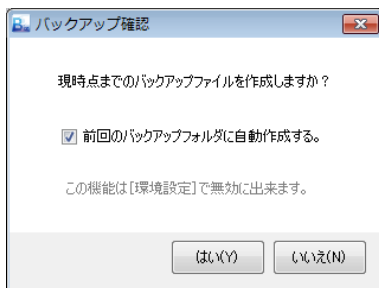 バックアップ確認
現時点までのバックアップファイルを作成しますか？
前回のバックアップフォルダに自動作成する。
この機能は[環境設定]で無効に出来ます。
はい(Y)
いいえ(N)